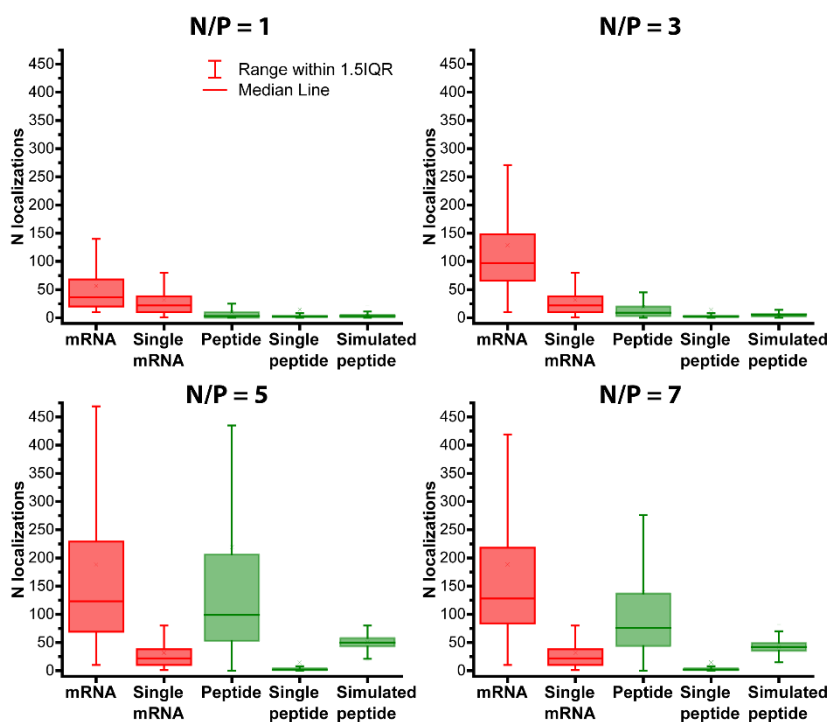 N/P = 1
N localizations
450
400
350
300
250
200
150
100
50
0
Range within 1.5IQR
Median Line
mRNA
Single
mRNA
Peptide
Single
peptide
Simulated
peptide
N/P = 3
N localizations
450
400
350
300
250
200
150
100
50
0
mRNA
Single
mRNA
Peptide
Single
peptide
Simulated
peptide
N/P = 5
N localizations
450
400
350
300
250
200
150
100
50
0
mRNA
Single
mRNA
Peptide
Single
peptide
Simulated
peptide
N/P = 7
N localizations
450
400
350
300
250
200
150
100
50
0
mRNA
Single
mRNA
Peptide
Single
peptide
Simulated
peptide